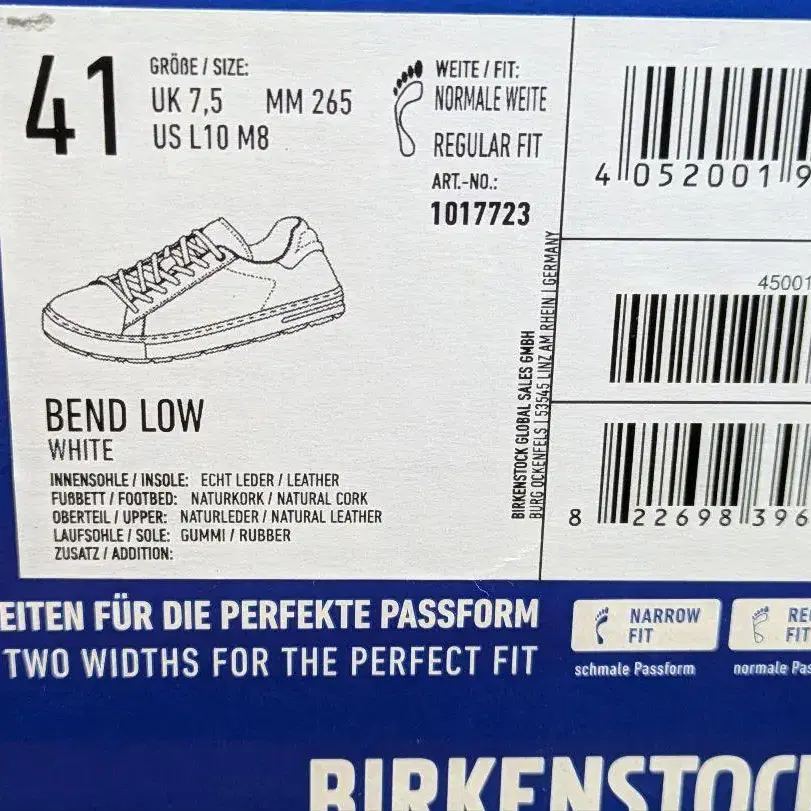 41
GRÖßE / SIZE:
UK 7,5 MM 265
US L10 M8
WEITE / FIT:
NORMALE WEITE
REGULAR FIT
ART.-NO.:
1017723
4 052001 9
45001
8 22698 396
BIRKENSTOCK GLOBAL SALES GMBH
BURG OCKENFELS | 53545 LINZ AM RHEIN | GERMANY
BEND LOW
WHITE
INNENSOHLE / INSOLE: ECHT LEDER / LEATHER
FUßBETT / FOOTBED: NATURKORK / NATURAL CORK
OBERTEIL / UPPER: NATURLEDER / NATURAL LEATHER
LAUFSOHLE / SOLE: GUMMI / RUBBER
ZUSATZ / ADDITION:
EITEN FÜR DIE PERFEKTE PASSFORM
TWO WIDTHS FOR THE PERFECT FIT
NARROW
FIT
schmale Passform
RE
FIT
normale Pas
BIRKENSTOC